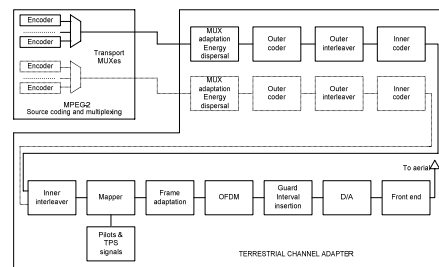 Encoder
Encoder
Transport
MUXes
Encoder
Encoder
MPEG-2
Source coding and multiplexing
MUX
adaptation
Energy
dispersal
Outer
coder
Outer
interleaver
Inner
coder
MUX
adaptation
Energy
dispersal
Outer
coder
Outer
interleaver
Inner
coder
To aerial
Inner
interleaver
Mapper
Frame
adaptation
OFDM
Guard
Interval
insertion
D/A
Front end
Pilots &
TPS
signals
TERRESTRIAL CHANNEL ADAPTER